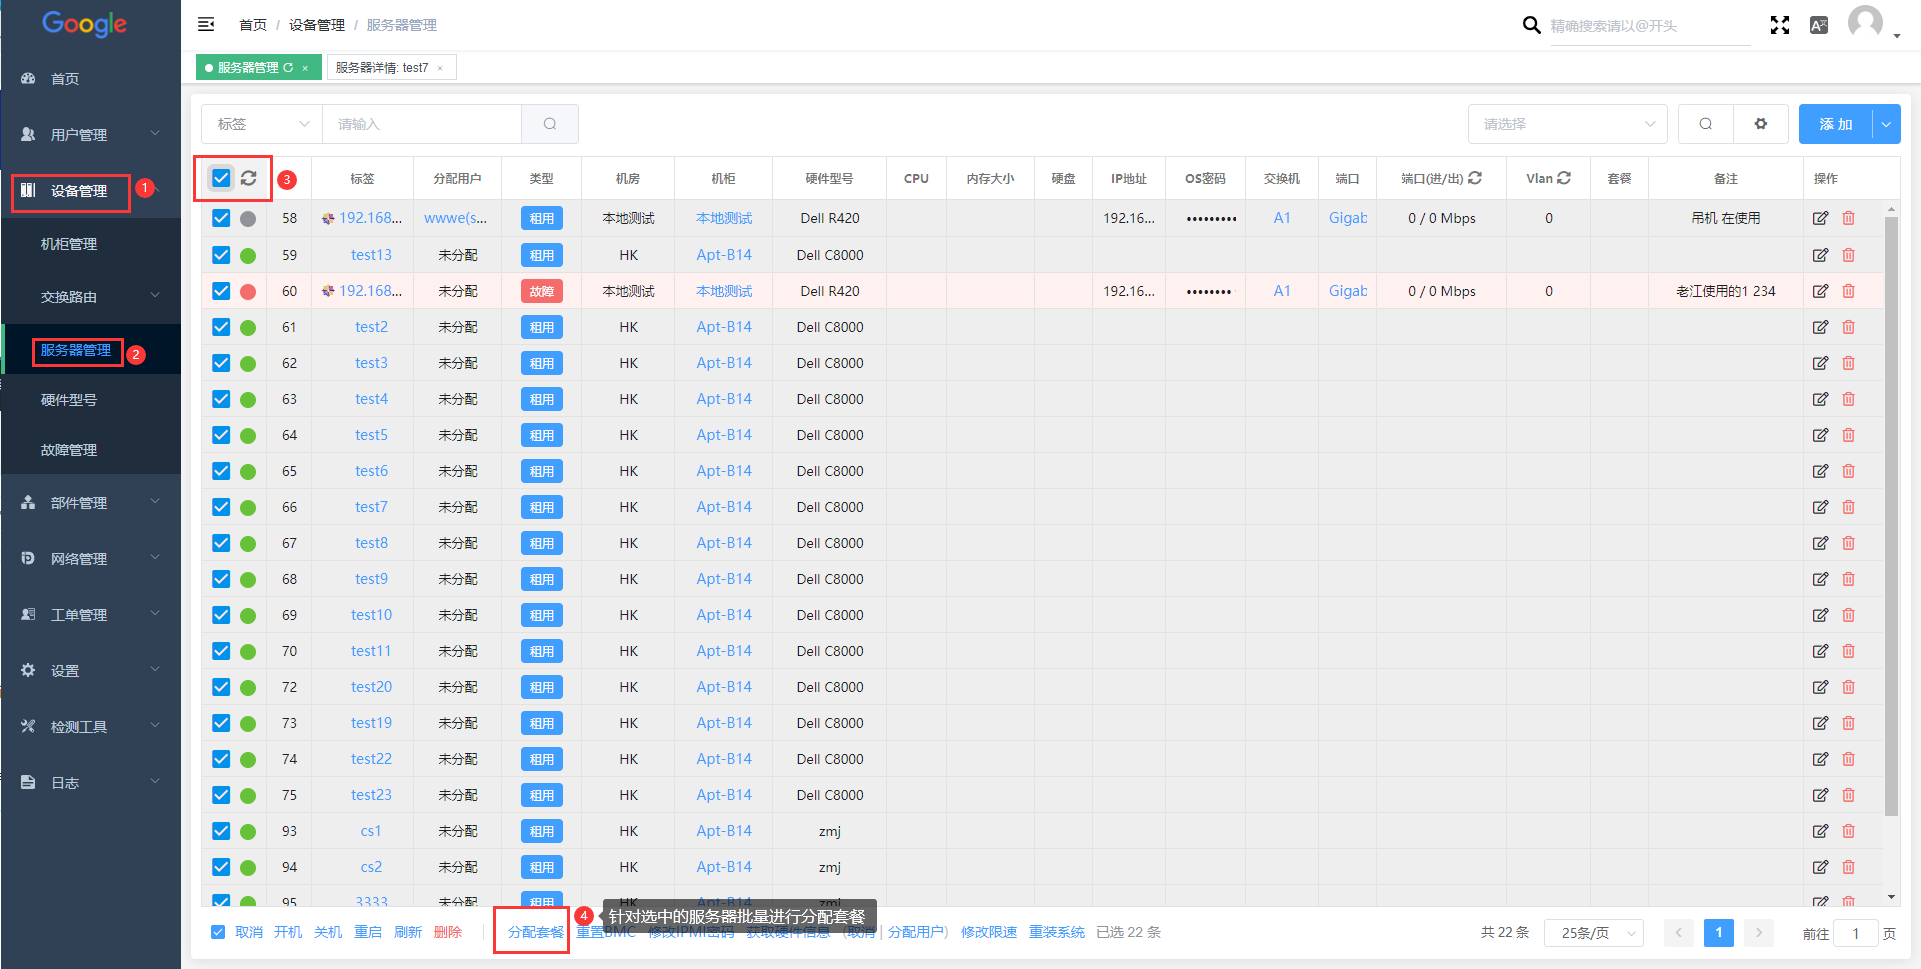 Google
首页 / 设备管理 / 服务器管理
精确搜索请以@开头
服务器管理 ×
服务器详情: test7 ×
首页
用户管理
设备管理
1
机柜管理
交换路由
服务器管理
2
硬件型号
故障管理
部件管理
网络管理
工单管理
设置
检测工具
日志
标签 请输入
请选择
添 加
3 标签 分配用户 类型 机房 机柜 硬件型号 CPU 内存大小 硬盘 IP地址 OS密码 交换机 端口 端口(进/出) Vlan 套餐 备注 操作
58 192.168... wwwe(s... 租用 本地测试 本地测试 Dell R420 192.16... ••••••••• A1 Gigab 0 / 0 Mbps 0 吊机 在使用
59 test13 未分配 租用 HK Apt-B14 Dell C8000
60 192.168... 未分配 故障 本地测试 本地测试 Dell R420 192.16... •••••••• A1 Gigab 0 / 0 Mbps 0 老江使用的1 234
61 test2 未分配 租用 HK Apt-B14 Dell C8000
62 test3 未分配 租用 HK Apt-B14 Dell C8000
63 test4 未分配 租用 HK Apt-B14 Dell C8000
64 test5 未分配 租用 HK Apt-B14 Dell C8000
65 test6 未分配 租用 HK Apt-B14 Dell C8000
66 test7 未分配 租用 HK Apt-B14 Dell C8000
67 test8 未分配 租用 HK Apt-B14 Dell C8000
68 test9 未分配 租用 HK Apt-B14 Dell C8000
69 test10 未分配 租用 HK Apt-B14 Dell C8000
70 test11 未分配 租用 HK Apt-B14 Dell C8000
72 test20 未分配 租用 HK Apt-B14 Dell C8000
73 test19 未分配 租用 HK Apt-B14 Dell C8000
74 test22 未分配 租用 HK Apt-B14 Dell C8000
75 test23 未分配 租用 HK Apt-B14 Dell C8000
93 cs1 未分配 租用 HK Apt-B14 zmj
94 cs2 未分配 租用 HK Apt-B14 zmj
95 3333 未分配 租用 HK Apt-B14 zmj
4 针对选中的服务器批量进行分配套餐
取消 开机 关机 重启 刷新 删除 分配套餐 重置BMC 修改IPMI密码 获取硬件信息 (取消 | 分配用户) 修改限速 重装系统 已选 22 条
共 22 条 25条/页 1 前往 1 页